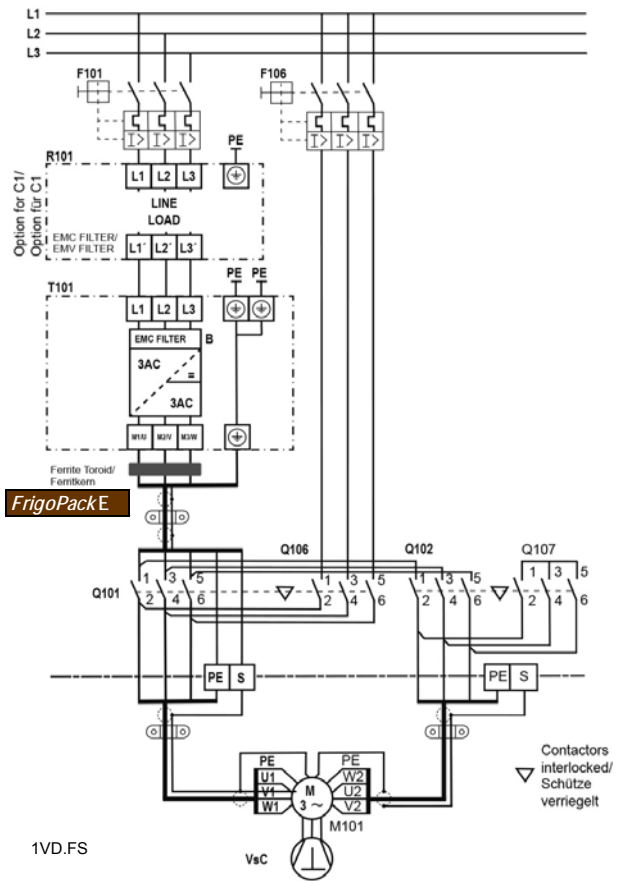 L1
L2
L3
F101
F106
I> I> I>
I> I> I>
PE
R101
L1 L2 L3
LINE
LOAD
Option for C1/
Option für C1
EMC FILTER/
EMV FILTER
L1´ L2´ L3´
PE PE
T101
L1 L2 L3
EMC FILTER B
3AC
=
3AC
M1/U M2/V M3/W
Ferrite Toroid/
Ferritkern
FrigoPack E
Q106 Q102 Q107
Q101
1 3 5
2 4 6
1 3 5
2 4 6
1 3 5
2 4 6
1 3 5
2 4 6
PE S
PE S
PE
U1
V1
W1
M
3 ~
PE
W2
U2
V2
M101
Contactors
interlocked/
Schütze
verriegelt
1VD.FS
VsC